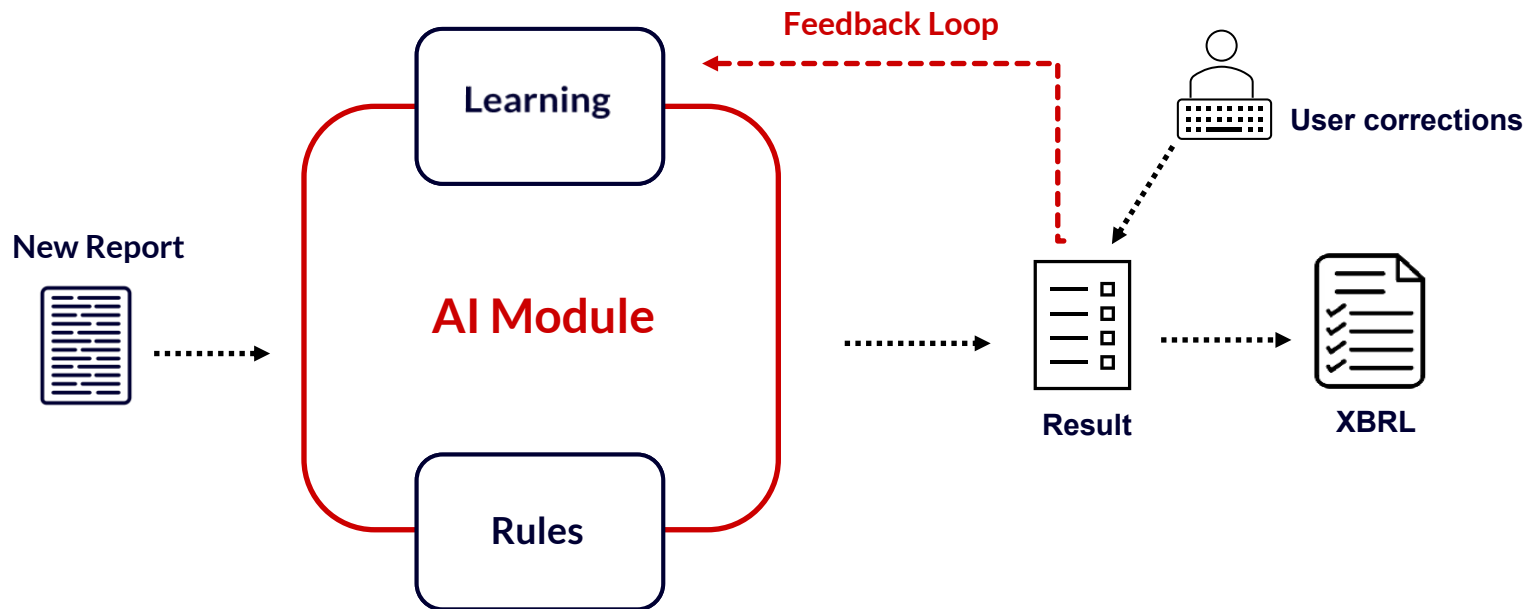 Feedback Loop
Learning
User corrections
New Report
AI Module
Result
XBRL
Rules